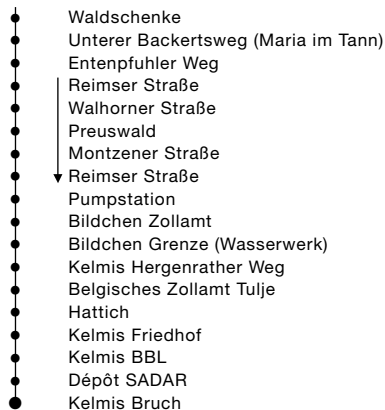 Waldschenke
Unterer Backertsweg (Maria im Tann)
Entenpfuhler Weg
Reimser Straße
Walhorner Straße
Preuswald
Montzener Straße
Reimser Straße
Pumpstation
Bildchen Zollamt
Bildchen Grenze (Wasserwerk)
Kelmis Hergenrather Weg
Belgisches Zollamt Tulje
Hattich
Kelmis Friedhof
Kelmis BBL
Dépôt SADAR
Kelmis Bruch